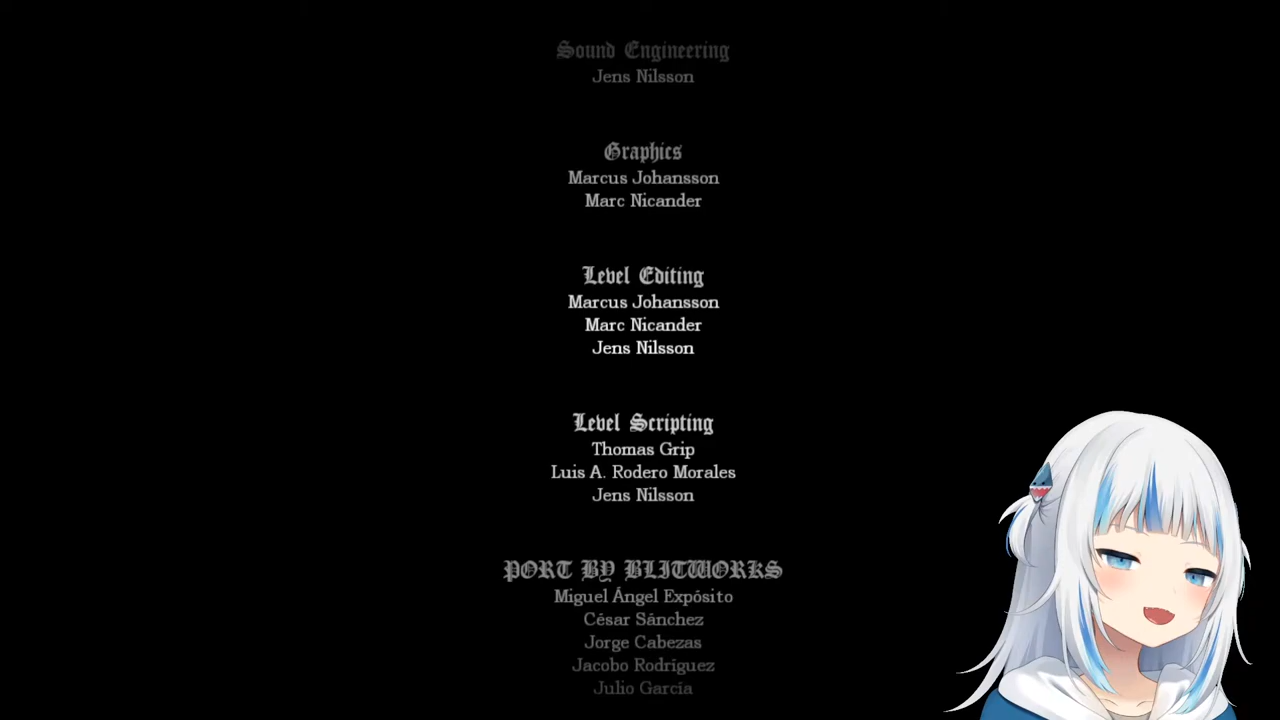 Sound Engineering
Jens Nilsson
Graphics
Marcus Johansson
Marc Nicander
Level Editing
Marcus Johansson
Marc Nicander
Jens Nilsson
Level Scripting
Thomas Grip
Luis A. Rodero Morales
Jens Nilsson
PORT BY BLITWORKS
Miguel Ángel Expósito
César Sánchez
Jorge Cabezas
Jacobo Rodríguez
Julio García